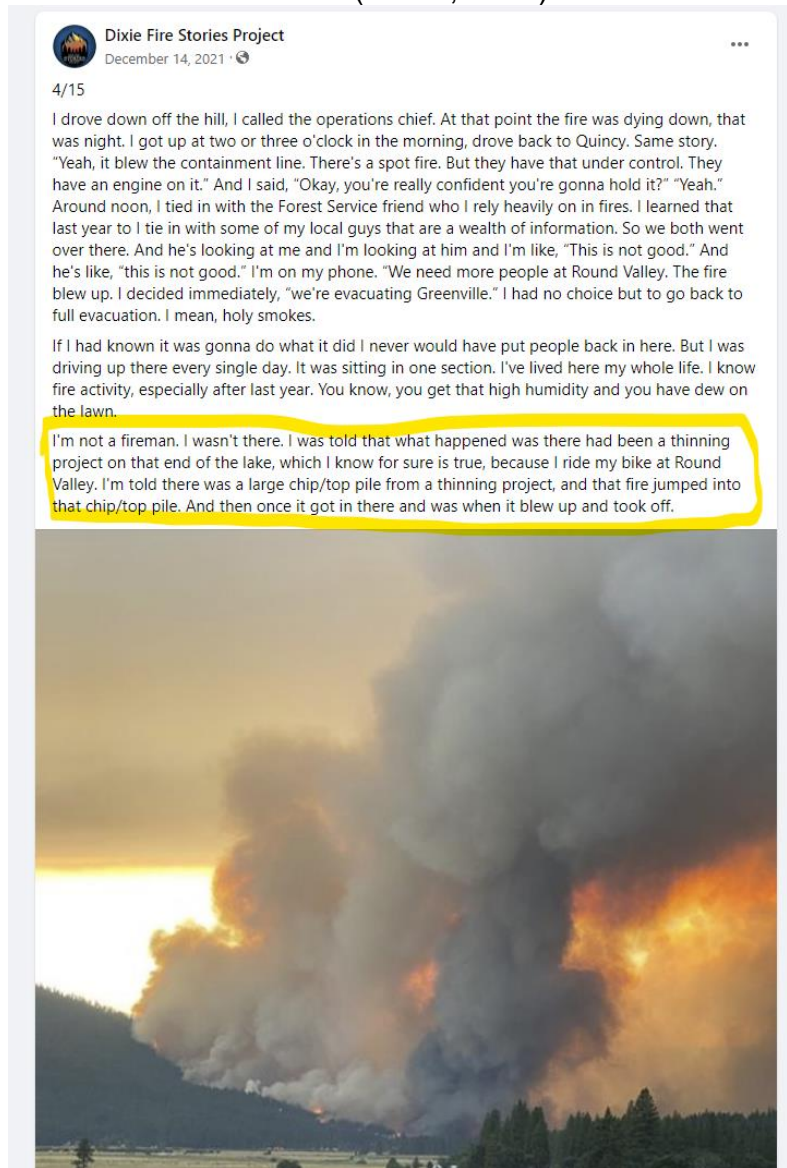 Dixie Fire Stories Project
December 14, 2021
4/15
I drove down off the hill, I called the operations chief. At that point the fire was dying down, that
was night. I got up at two or three o'clock in the morning, drove back to Quincy. Same story.
"Yeah, it blew the containment line. There's a spot fire. But they have that under control. They
have an engine on it." And I said, "Okay, you're really confident you're gonna hold it?" "Yeah."
Around noon, I tied in with the Forest Service friend who I rely heavily on in fires. I learned that
last year to I tie in with some of my local guys that are a wealth of information. So we both went
over there. And he's looking at me and I'm looking at him and I'm like, "This is not good." And
he's like, "this is not good." I'm on my phone. "We need more people at Round Valley. The fire
blew up. I decided immediately, "we're evacuating Greenville." I had no choice but to go back to
full evacuation. I mean, holy smokes.
If I had known it was gonna do what it did I never would have put people back in here. But I was
driving up there every single day. It was sitting in one section. I've lived here my whole life. I know
fire activity, especially after last year. You know, you get that high humidity and you have dew on
the lawn.
I'm not a fireman. I wasn't there. I was told that what happened was there had been a thinning
project on that end of the lake, which I know for sure is true, because I ride my bike at Round
Valley. I'm told there was a large chip/top pile from a thinning project, and that fire jumped into
that chip/top pile. And then once it got in there and was when it blew up and took off.